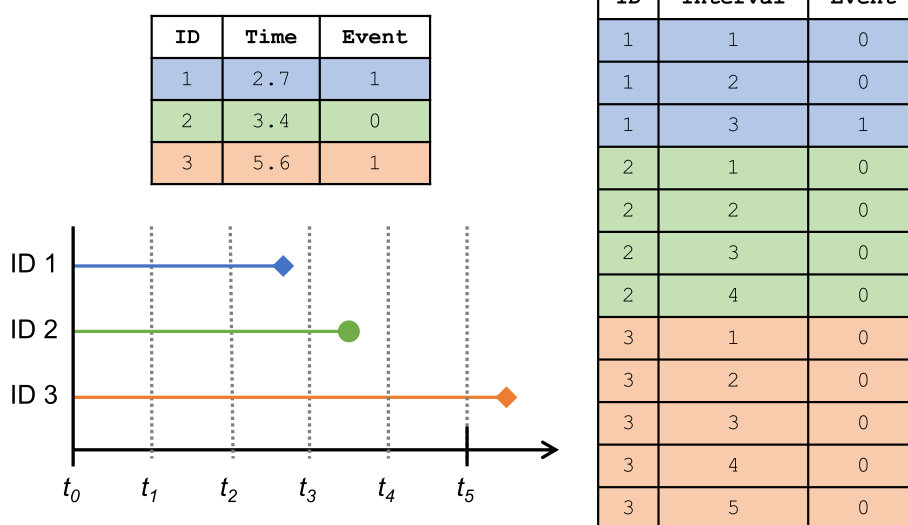 ID Time Event
1 2.7 1
2 3.4 0
3 5.6 1
ID 1
ID 2
ID 3
t0 t1 t2 t3 t4 t5
ID Interval Event
1 1 0
1 2 0
1 3 1
2 1 0
2 2 0
2 3 0
2 4 0
3 1 0
3 2 0
3 3 0
3 4 0
3 5 0